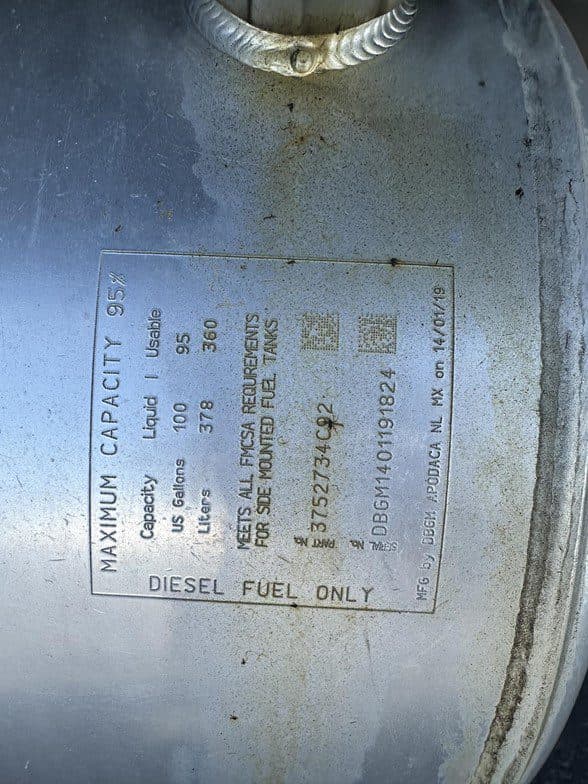 MAXIMUM CAPACITY 95%
Capacity Liquid | Usable
US Gallons 100 95
Liters 378 360
MEETS ALL FMCSA REQUIREMENTS
FOR SIDE MOUNTED FUEL TANKS
PART No. 3752734C92
SERIAL No. DBGM1401191824
MFG by DBGM APODACA NL MX on 14/01/19
DIESEL FUEL ONLY